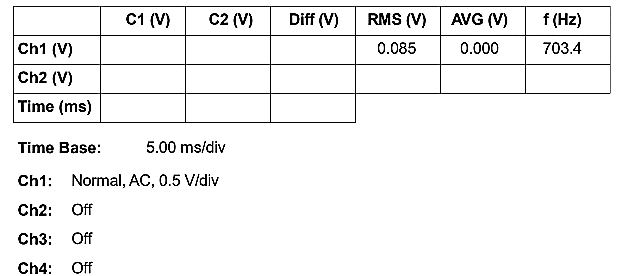 C1 (V) C2 (V) Diff (V) RMS (V) AVG (V) f (Hz)
Ch1 (V) 0.085 0.000 703.4
Ch2 (V)
Time (ms)
Time Base: 5.00 ms/div
Ch1: Normal, AC, 0.5 V/div
Ch2: Off
Ch3: Off
Ch4: Off